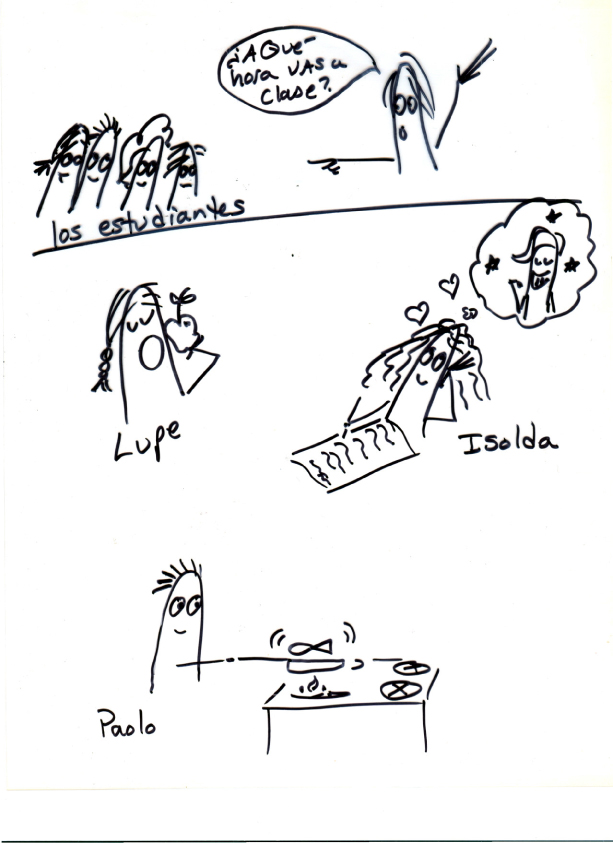 ¿A Qué
hora VAs a
clase?
los estudiantes
Lupe
Isolda
Paolo